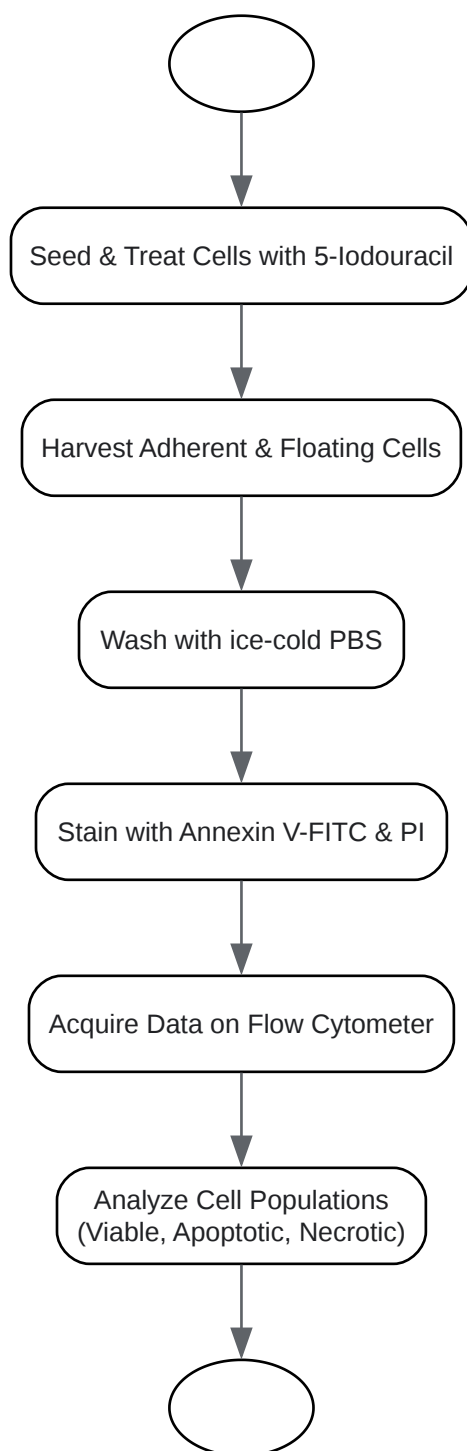 Seed & Treat Cells with 5-Iodouracil
Harvest Adherent & Floating Cells
Wash with ice-cold PBS
Stain with Annexin V-FITC & PI
Acquire Data on Flow Cytometer
Analyze Cell Populations
(Viable, Apoptotic, Necrotic)